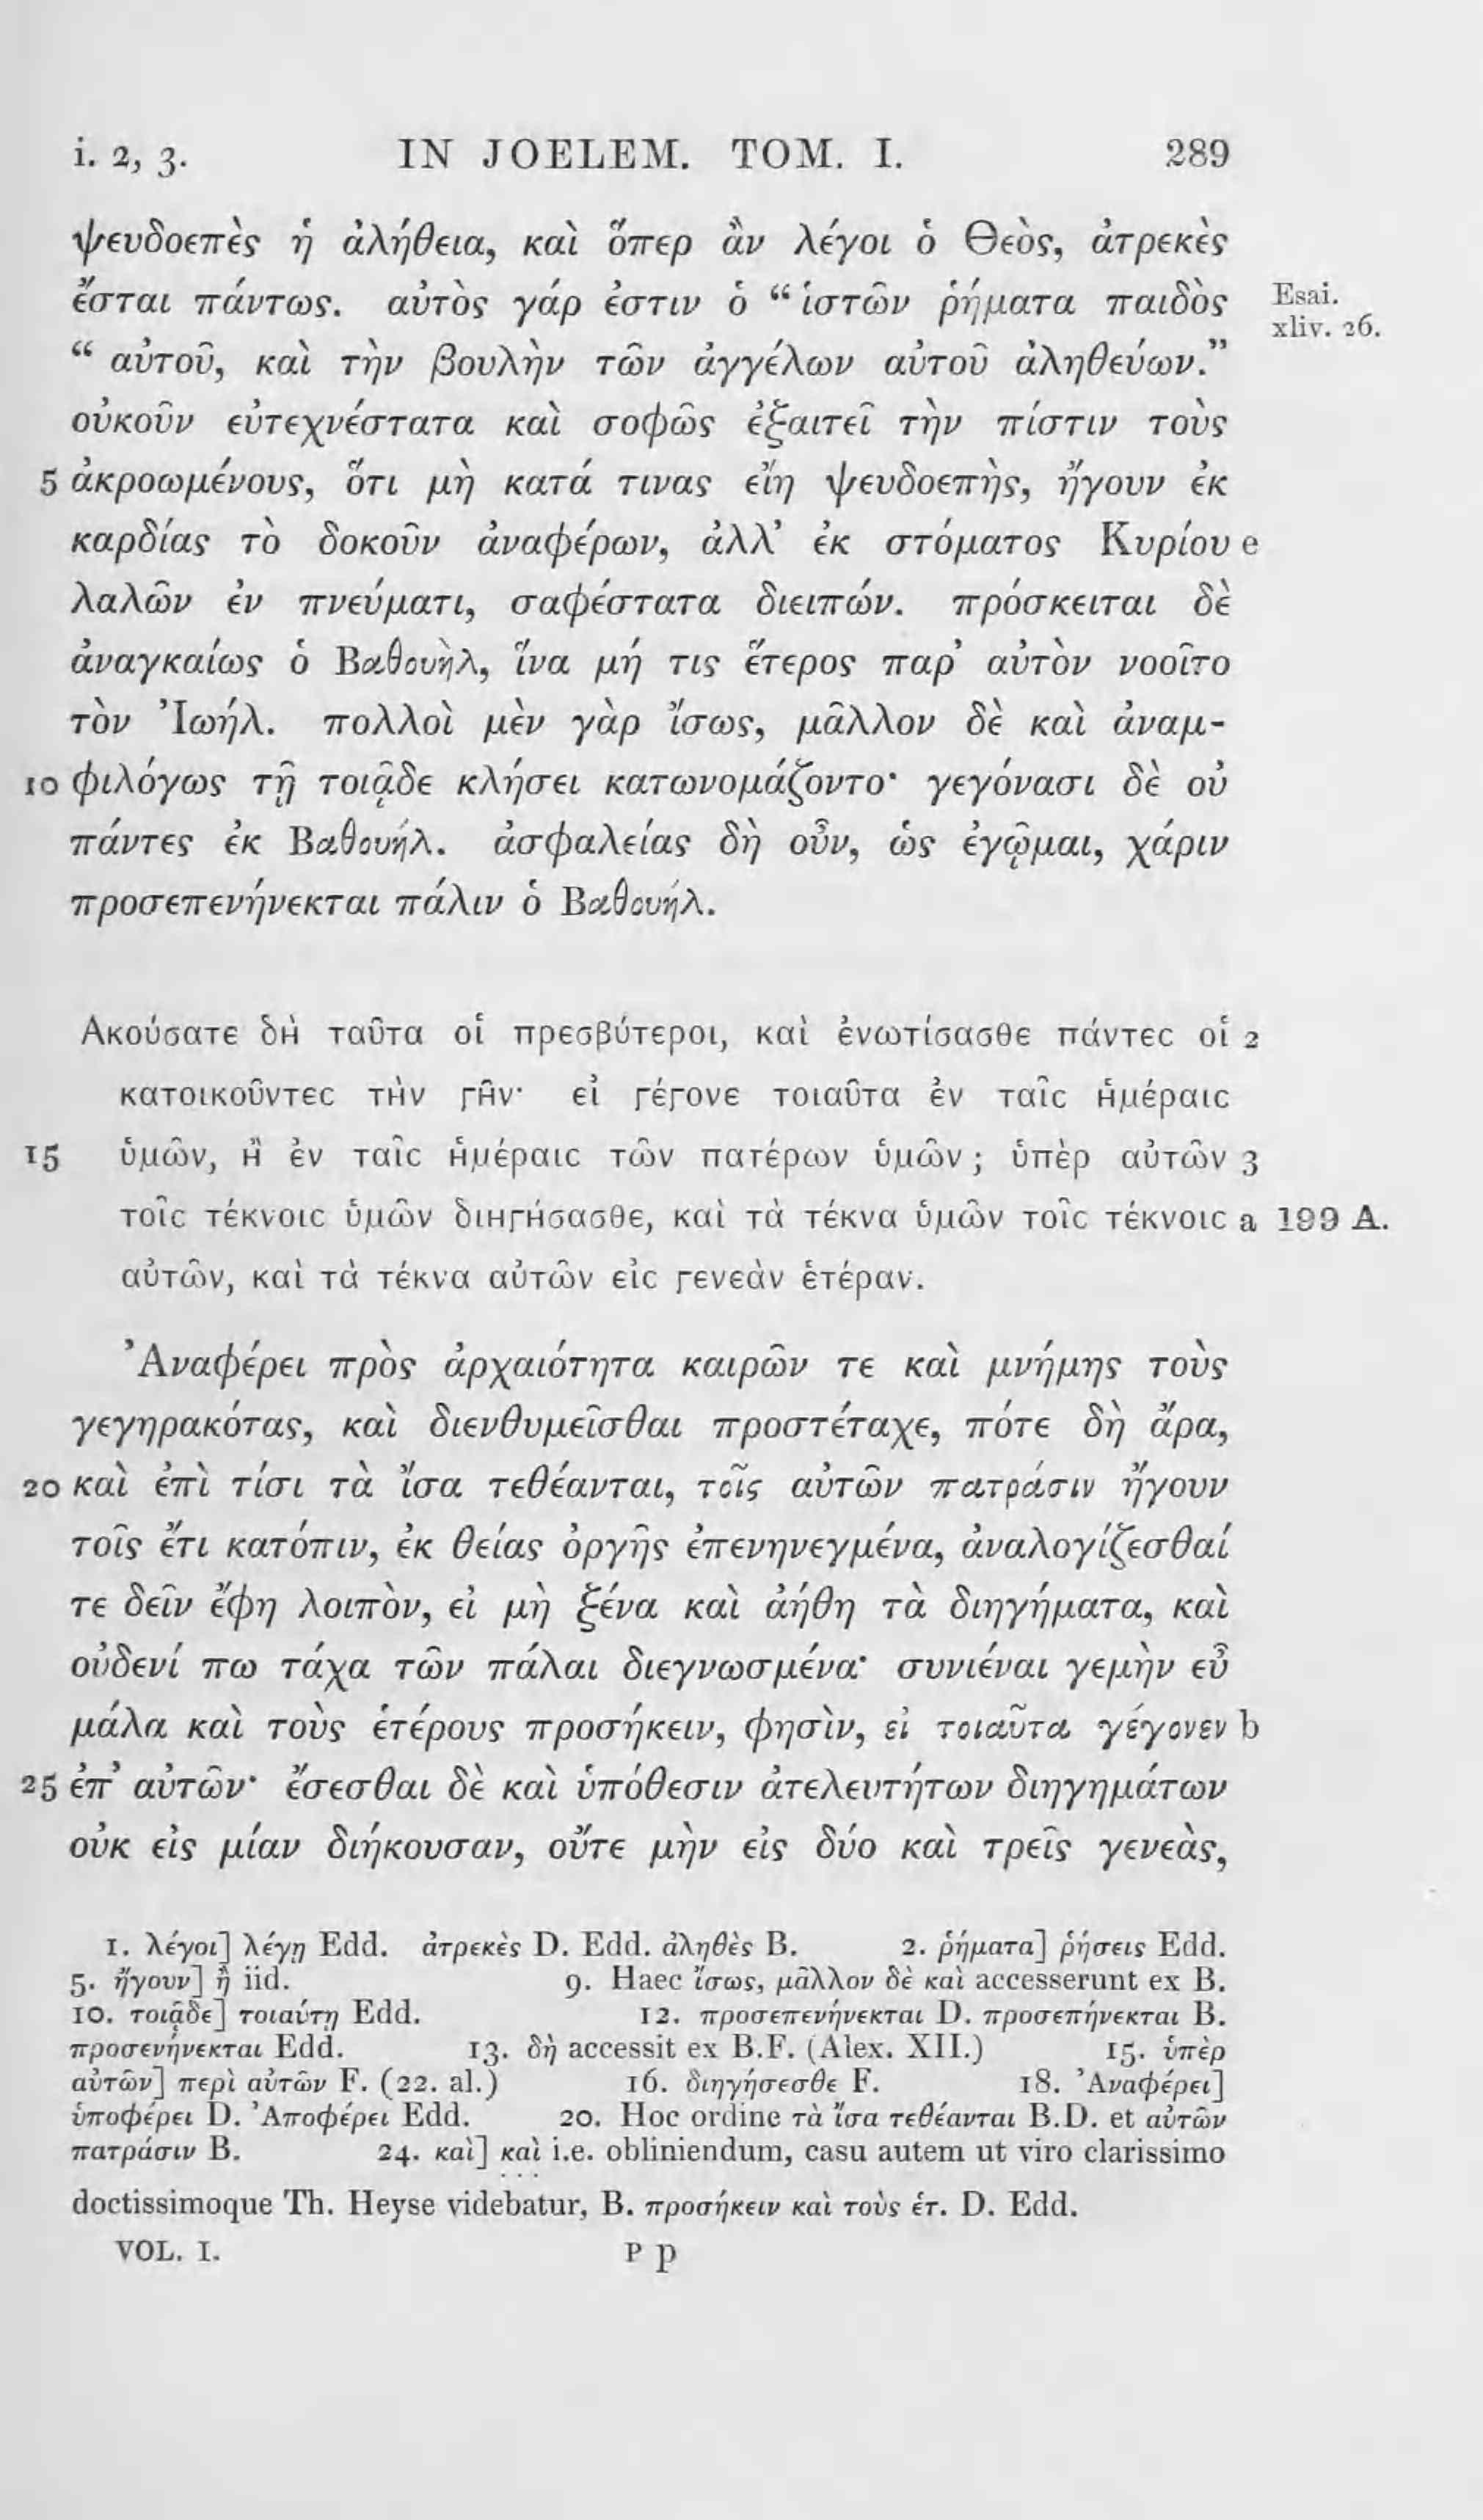 i. 2, 3. IN JOELEM. TOM. I. 289
ψευδοεπὲς ἡ ἀλήθεια, καὶ ὅπερ ἂν λέγοι ὁ Θεὸς, ἀτρεκὲς
ἔσται πάντως. αὐτὸς γάρ ἐστιν ὁ “ ἱστῶν ῥήματα παιδὸς Esai.
xliv. 26.
“ αὐτοῦ, καὶ τὴν βουλὴν τῶν ἀγγέλων αὐτοῦ ἀληθεύων.”
οὐκοῦν εὐτεχνέστατα καὶ σοφῶς ἐξαιτεῖ τὴν πίστιν τοὺς
5 ἀκροωμένους, ὅτι μὴ κατά τινας εἴη ψευδοεπὴς, ἤγουν ἐκ
καρδίας τὸ δοκοῦν ἀναφέρων, ἀλλ’ ἐκ στόματος Κυρίου e
λαλῶν ἐν πνεύματι, σαφέστατα διειπών. πρόσκειται δὲ
ἀναγκαίως ὁ Βαθουὴλ, ἵνα μή τις ἕτερος παρ’ αὐτὸν νοοῖτο
τὸν Ἰωήλ. πολλοὶ μὲν γὰρ ἴσως, μᾶλλον δὲ καὶ ἀναμ-
10 φιλόγως τῇ τοιᾷδε κλήσει κατωνομάζοντο· γεγόνασι δὲ οὐ
πάντες ἐκ Βαθουήλ. ἀσφαλείας δὴ οὖν, ὡς ἐγᾦμαι, χάριν
προσεπενήνεκται πάλιν ὁ Βαθουήλ.
Ακούσατε δὴ ταῦτα οἱ πρεσβύτεροι, καὶ ἐνωτίσασθε πάντες οἱ 2
κατοικοῦντες τὴν γῆν· εἰ γέγονε τοιαῦτα ἐν ταῖς ἡμέραις
15 ὑμῶν, ἢ ἐν ταῖς ἡμέραις τῶν πατέρων ὑμῶν ; ὑπὲρ αὐτῶν 3
τοῖς τέκνοις ὑμῶν διηγήσασθε, καὶ τὰ τέκνα ὑμῶν τοῖς τέκνοις a 199 A.
αὐτῶν, καὶ τὰ τέκνα αὐτῶν εἰς γενεὰν ἑτέραν.
Ἀναφέρει πρὸς ἀρχαιότητα καιρῶν τε καὶ μνήμης τοὺς
γεγηρακότας, καὶ διενθυμεῖσθαι προστέταχε, πότε δὴ ἄρα,
20 καὶ ἐπὶ τίσι τὰ ἴσα τεθέανται, τοῖς αὐτῶν πατράσιν ἤγουν
τοῖς ἔτι κατόπιν, ἐκ θείας ὀργῆς ἐπενηνεγμένα, ἀναλογίζεσθαί
τε δεῖν ἔφη λοιπὸν, εἰ μὴ ξένα καὶ ἀήθη τὰ διηγήματα, καὶ
οὐδενί πω τάχα τῶν πάλαι διεγνωσμένα· συνιέναι γεμὴν εὖ
μάλα καὶ τοὺς ἑτέρους προσήκειν, φησὶν, εἰ τοιαῦτα γέγονεν b
25 ἐπ’ αὐτῶν· ἔσεσθαι δὲ καὶ ὑπόθεσιν ἀτελευτήτων διηγημάτων
οὐκ εἰς μίαν διήκουσαν, οὔτε μὴν εἰς δύο καὶ τρεῖς γενεὰς,
1. λέγοι] λέγῃ Edd. ἀτρεκὲς D. Edd. ἀληθὲς B. 2. ῥήματα] ῥήσεις Edd.
5. ἤγουν] ἢ iid. 9. Haec ἴσως, μᾶλλον δὲ καὶ accesserunt ex B.
10. τοιᾷδε] τοιαύτῃ Edd. 12. προσεπενήνεκται D. προσεπήνεκται B.
προσενήνεκται Edd. 13. δὴ accessit ex B.F. (Alex. XII.) 15. ὑπὲρ
αὐτῶν] περὶ αὐτῶν F. (22. al.) 16. διηγήσεσθε F. 18. Ἀναφέρει]
ὑποφέρει D. Ἀποφέρει Edd. 20. Hoc ordine τὰ ἴσα τεθέανται B.D. et αὐτῶν
πατράσιν B. 24. καὶ] καὶ i.e. obliniendum, casu autem ut viro clarissimo
doctissimoque Th. Heyse videbatur, B. προσήκειν καὶ τοὺς ἑτ. D. Edd.
VOL. I. P p